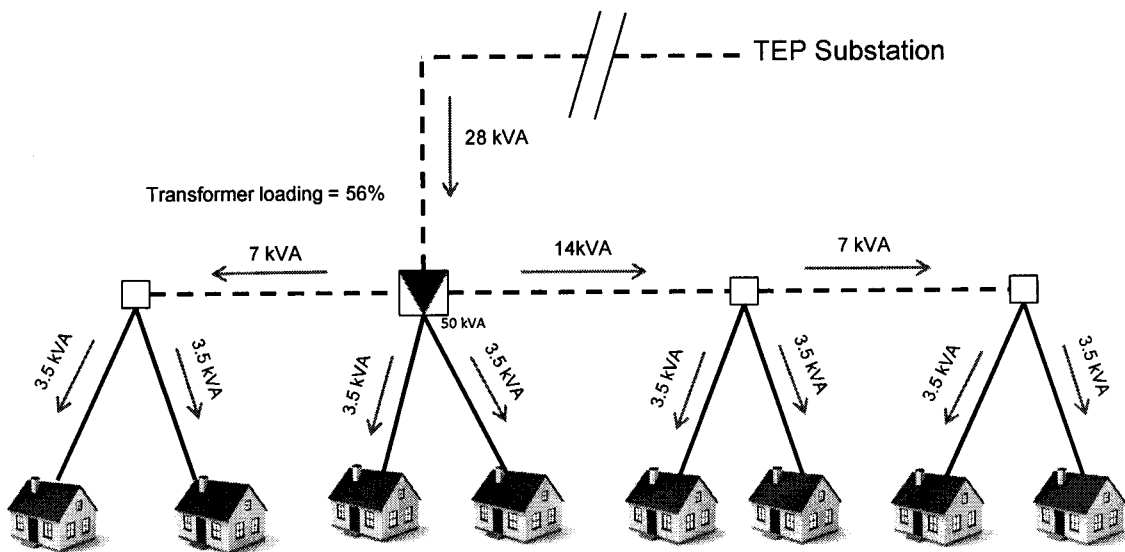 TEP Substation
28 kVA
Transformer loading = 56%
7 kVA
14kVA
7 kVA
50 kVA
3.5 kVA
3.5 kVA
3.5 kVA
3.5 kVA
3.5 kVA
3.5 kVA
3.5 kVA
3.5 kVA